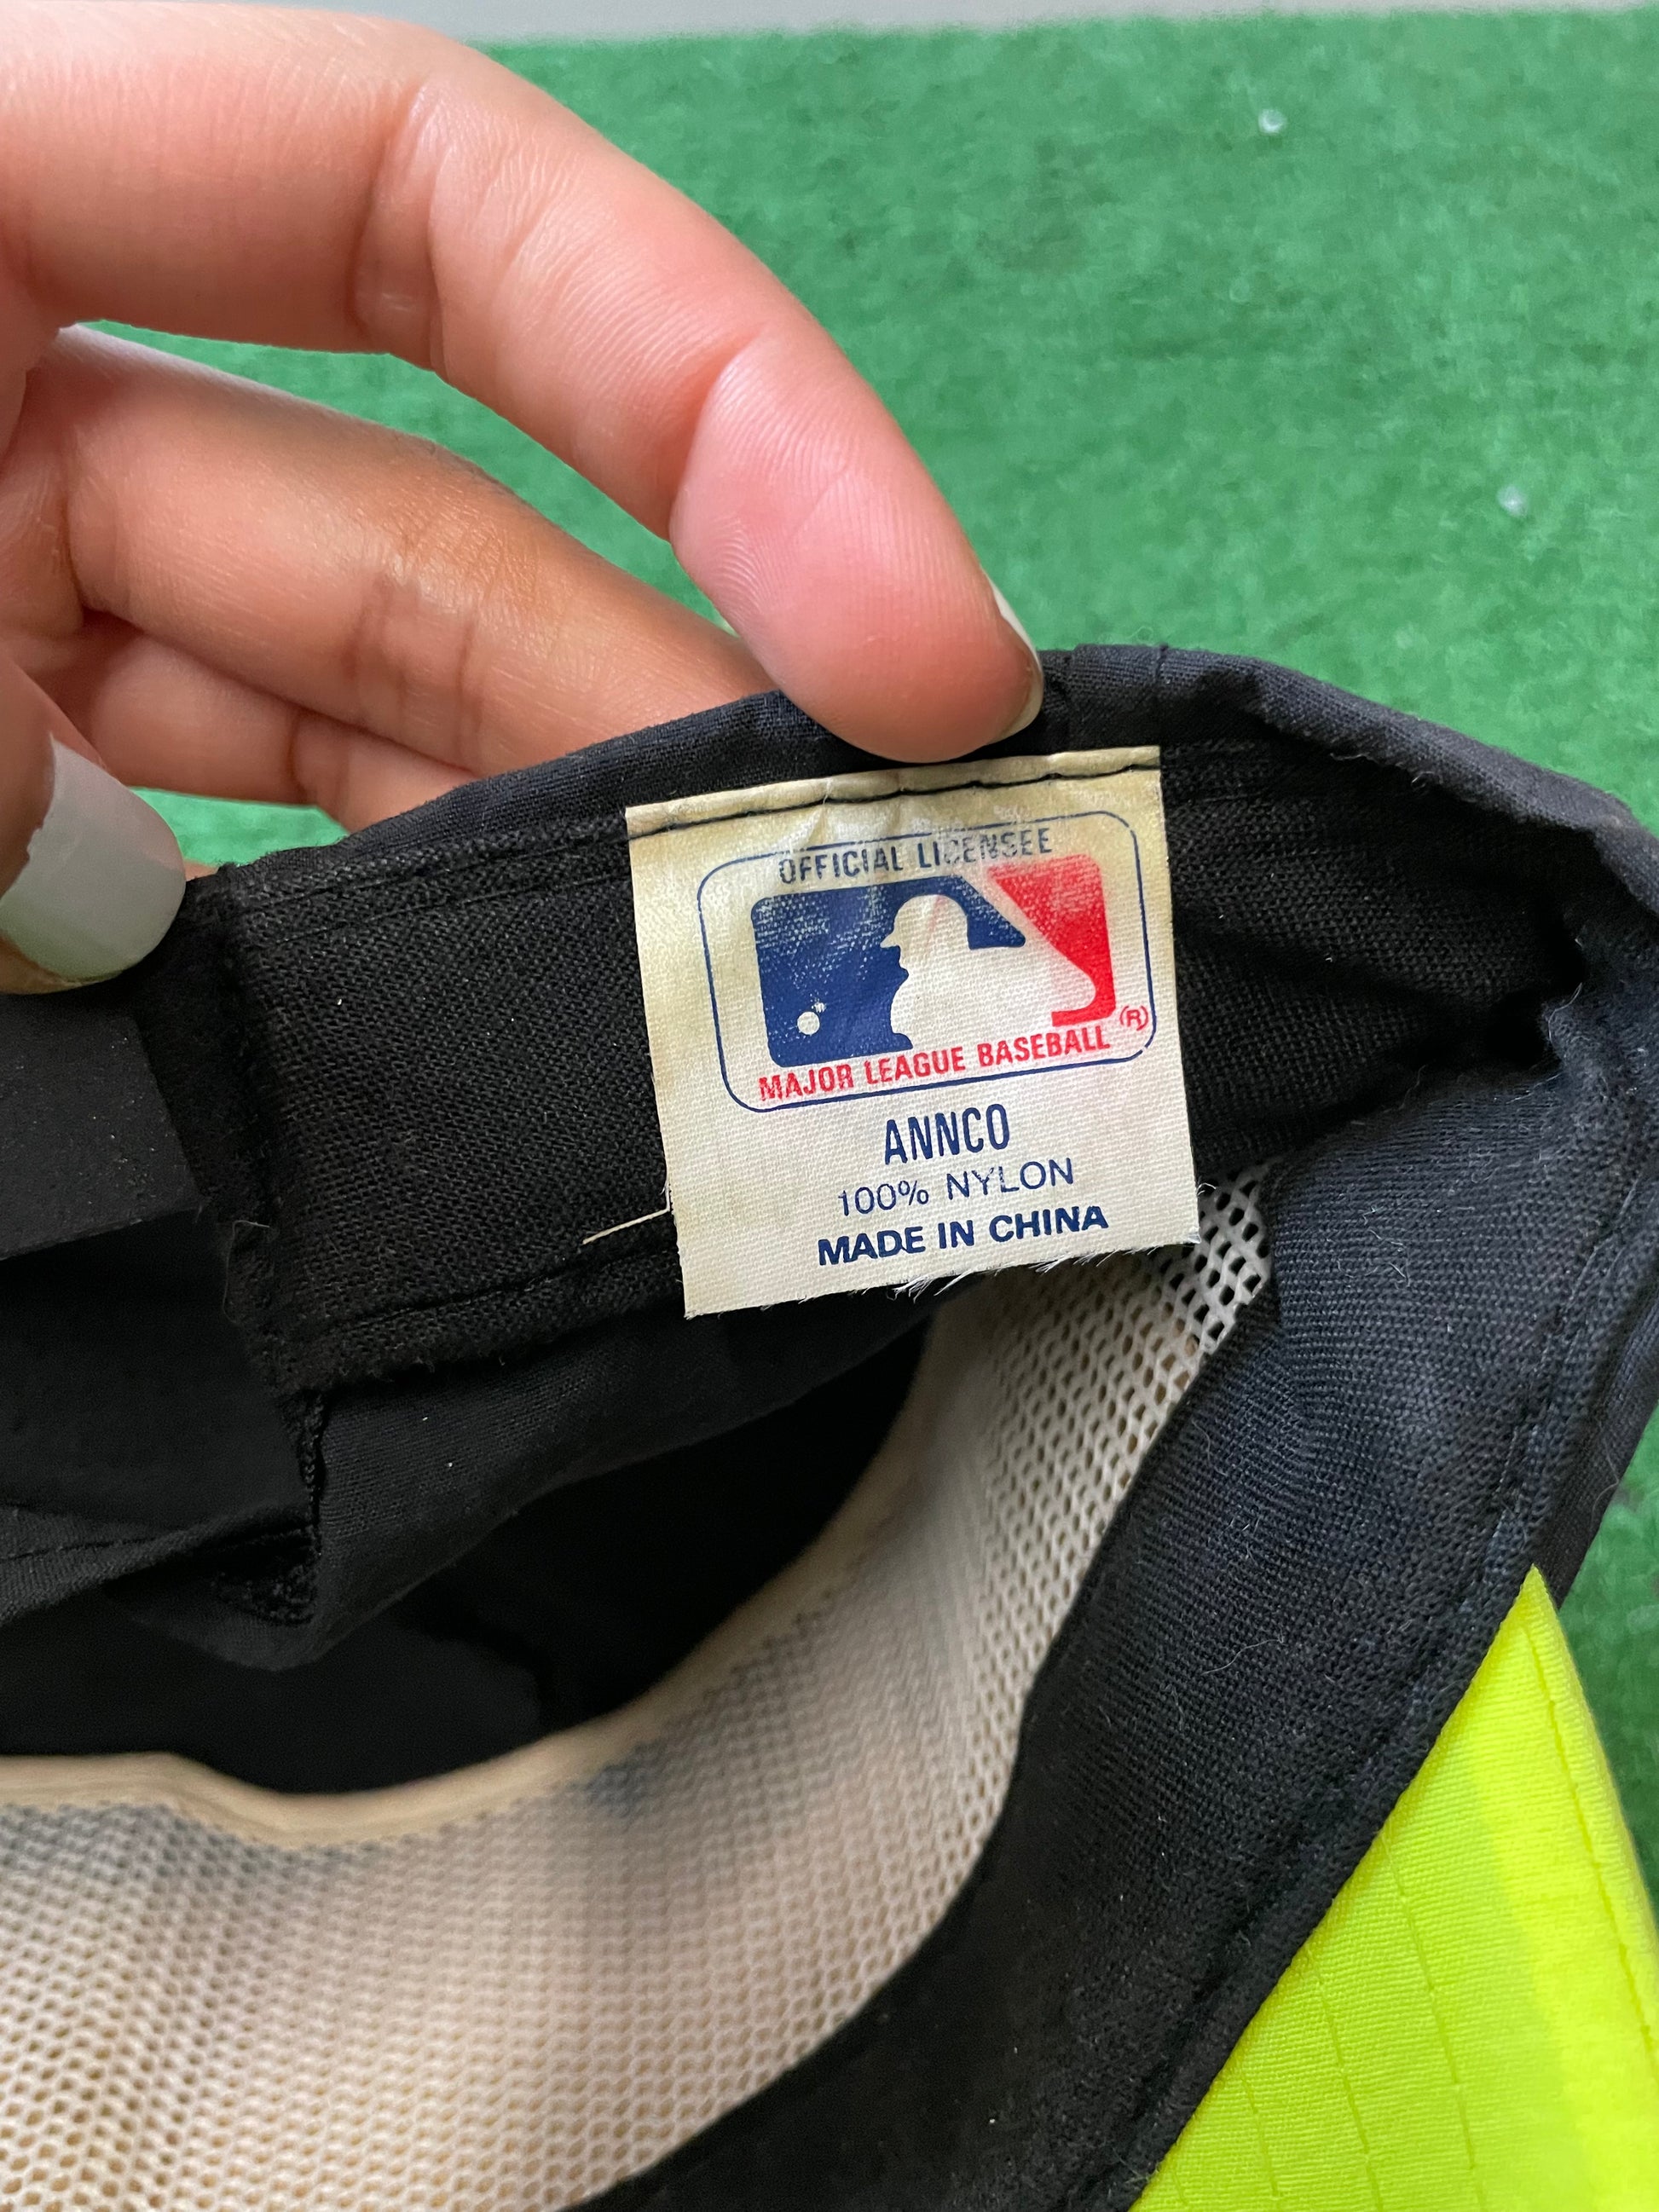 OFFICIAL LICENSEE
MAJOR LEAGUE BASEBALL (R)
ANNCO
100% NYLON
MADE IN CHINA